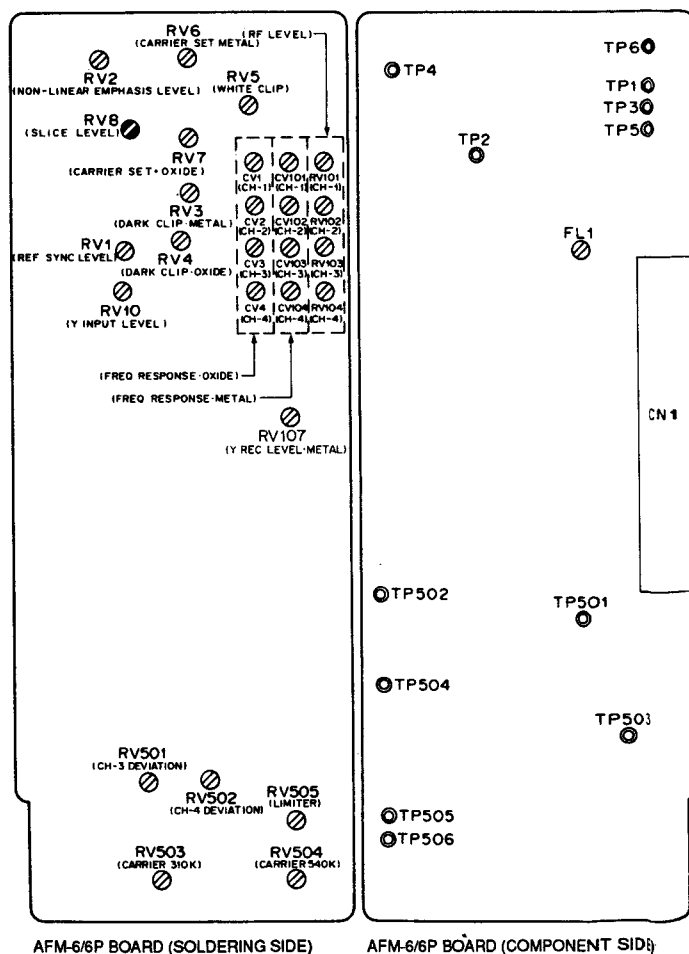 RV6
(CARRIER SET METAL)
(RF LEVEL)
RV2
(NON-LINEAR EMPHASIS LEVEL)
RV5
(WHITE CLIP)
RV8
(SLICE LEVEL)
RV7
(CARRIER SET-OXIDE)
CV1 CV101 RV101
(CH-1) (CH-1) (CH-1)
RV3
(DARK CLIP-METAL)
CV2 CV102 RV102
(CH-2) (CH-2) (CH-2)
RV1
(REF SYNC LEVEL)
RV4
(DARK CLIP-OXIDE)
CV3 CV103 RV103
(CH-3) (CH-3) (CH-3)
RV10
(Y INPUT LEVEL)
CV4 CV104 RV104
(CH-4) (CH-4) (CH-4)
(FREQ RESPONSE-OXIDE)
(FREQ RESPONSE-METAL)
RV107
(Y REC LEVEL-METAL)
RV501
(CH-3 DEVIATION)
RV502
(CH-4 DEVIATION)
RV505
(LIMITER)
RV503
(CARRIER 310K)
RV504
(CARRIER 540K)
AFM-6/6P BOARD (SOLDERING SIDE)
TP6
TP4
TP1
TP3
TP5
TP2
FL1
CN1
TP502
TP501
TP504
TP503
TP505
TP506
AFM-6/6P BOARD (COMPONENT SIDE)